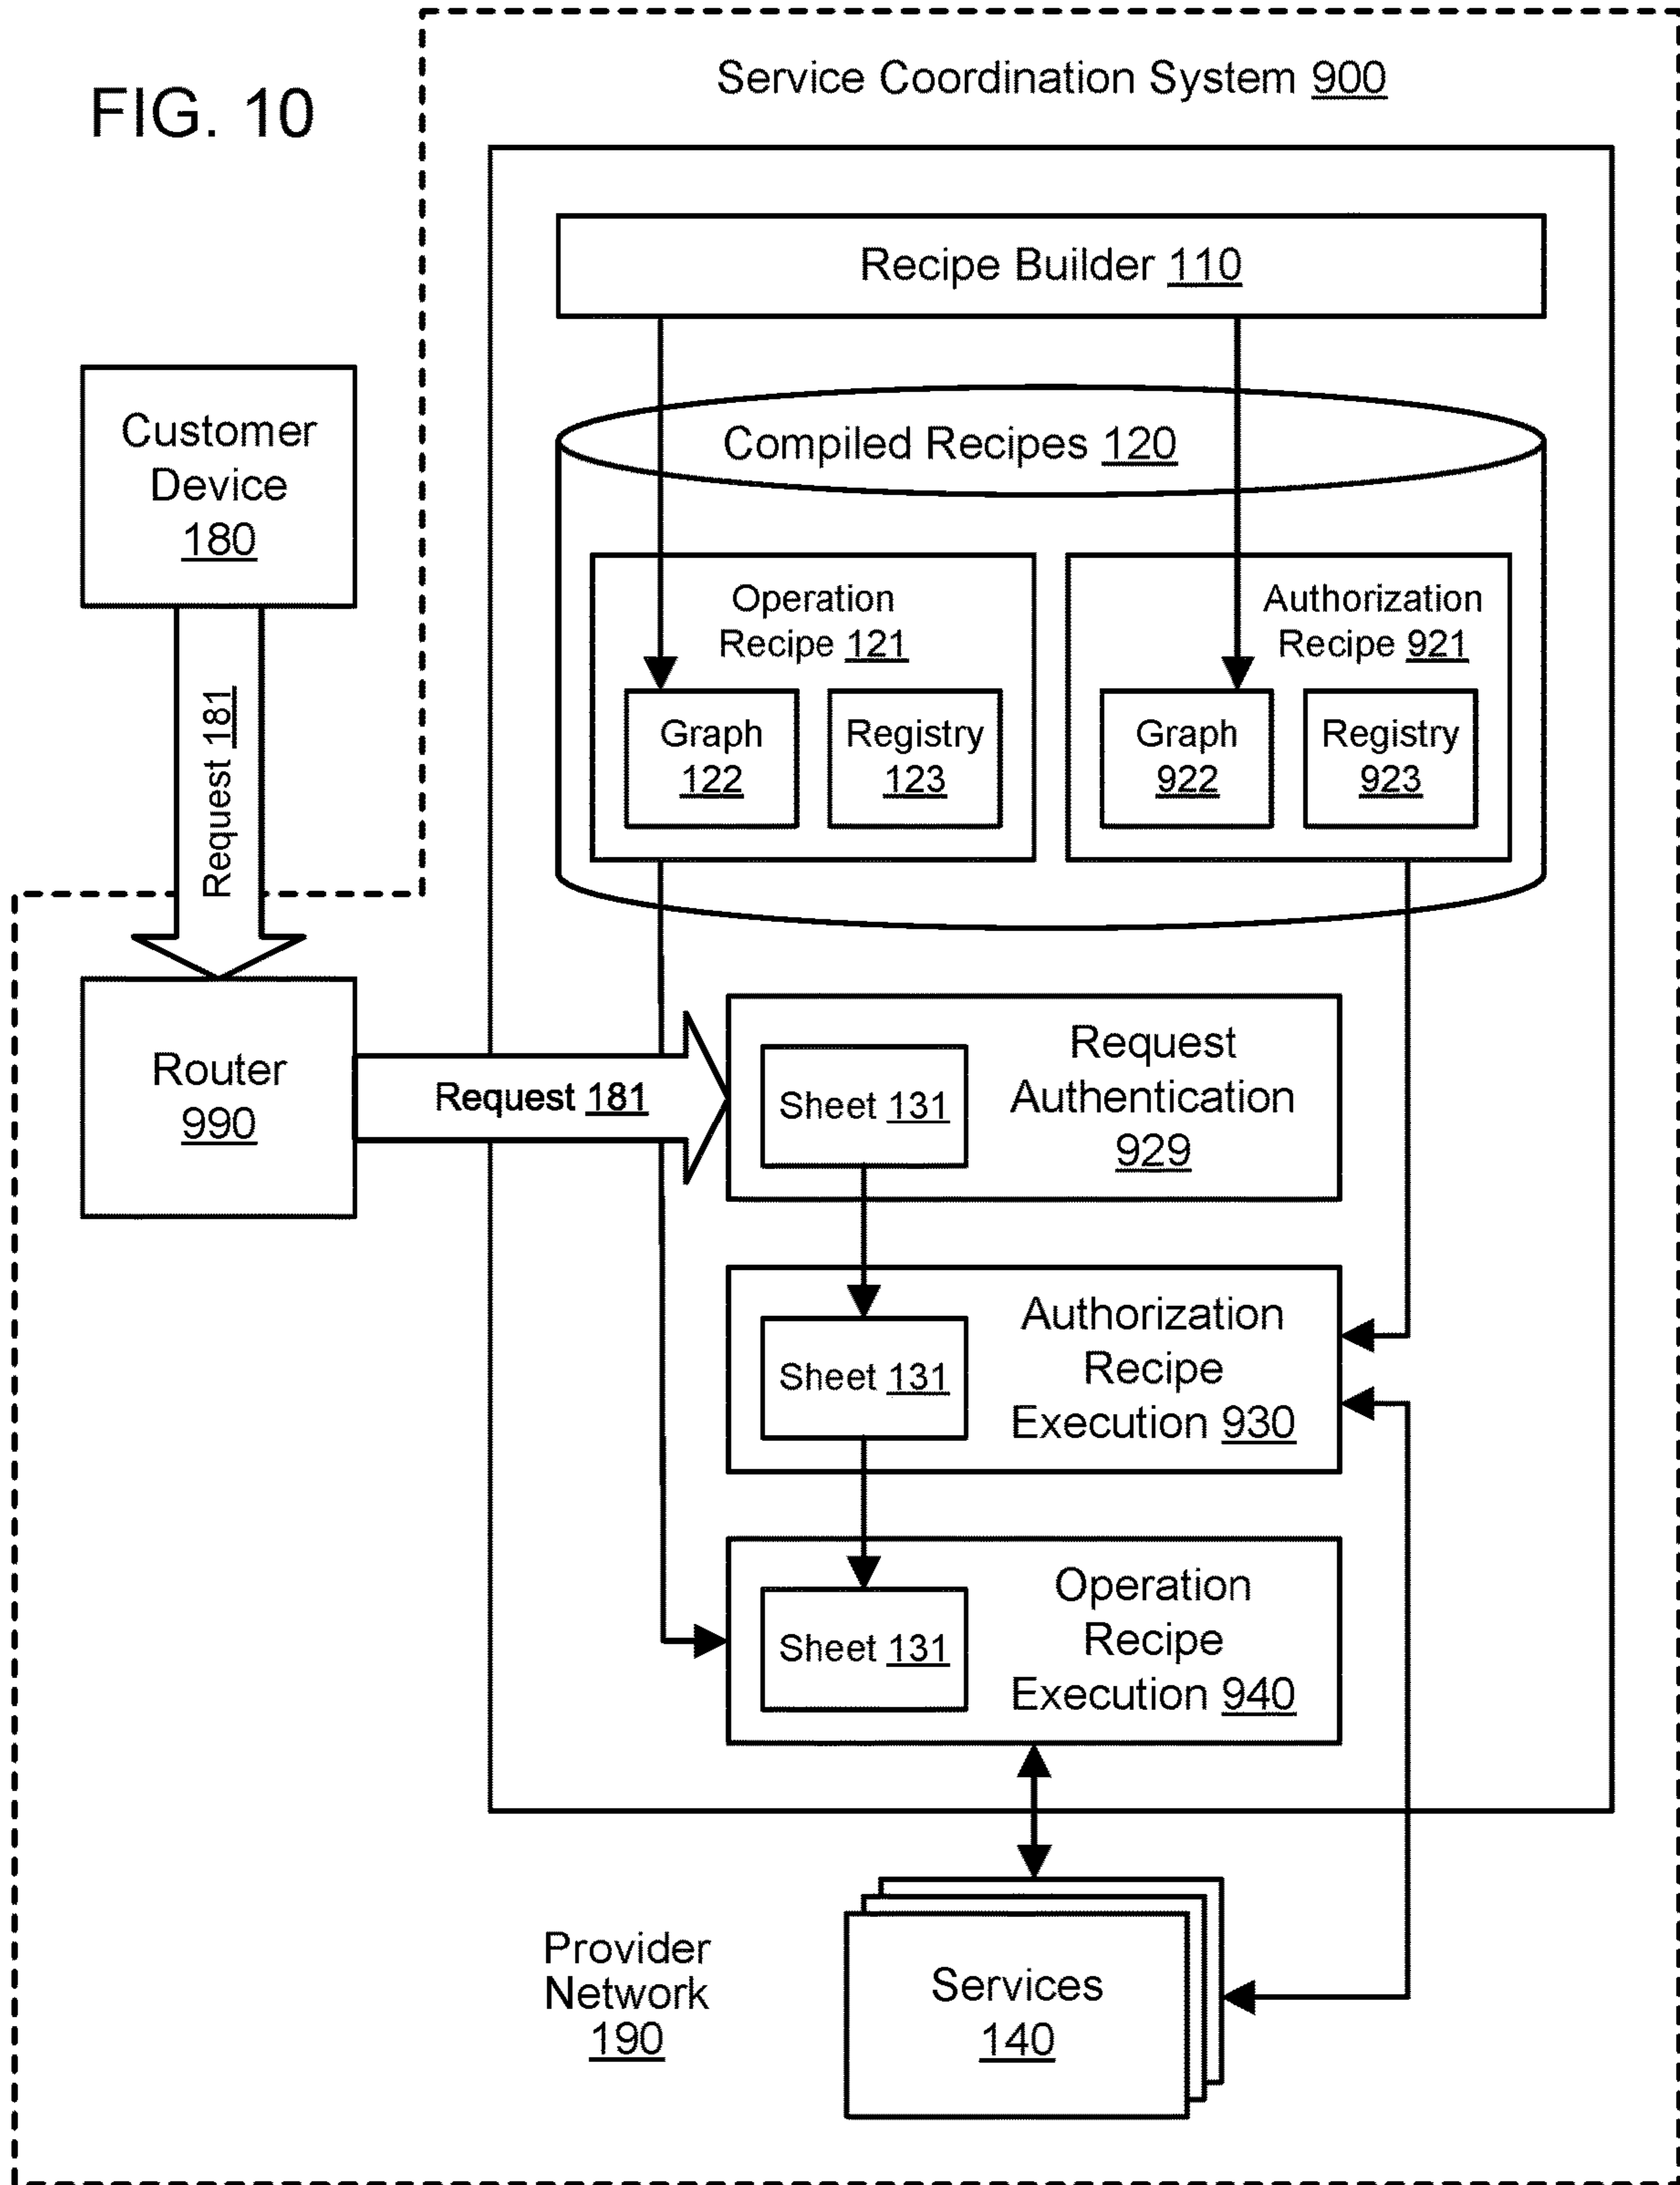 FIG. 10
Service Coordination System 900
Recipe Builder 110
Customer
Device
180
Compiled Recipes 120
Operation
Recipe 121
Authorization
Recipe 921
Graph
122
Registry
123
Graph
922
Registry
923
Request 181
Router
990
Request 181
Sheet 131
Request
Authentication
929
Sheet 131
Authorization
Recipe
Execution 930
Sheet 131
Operation
Recipe
Execution 940
Provider
Network
190
Services
140